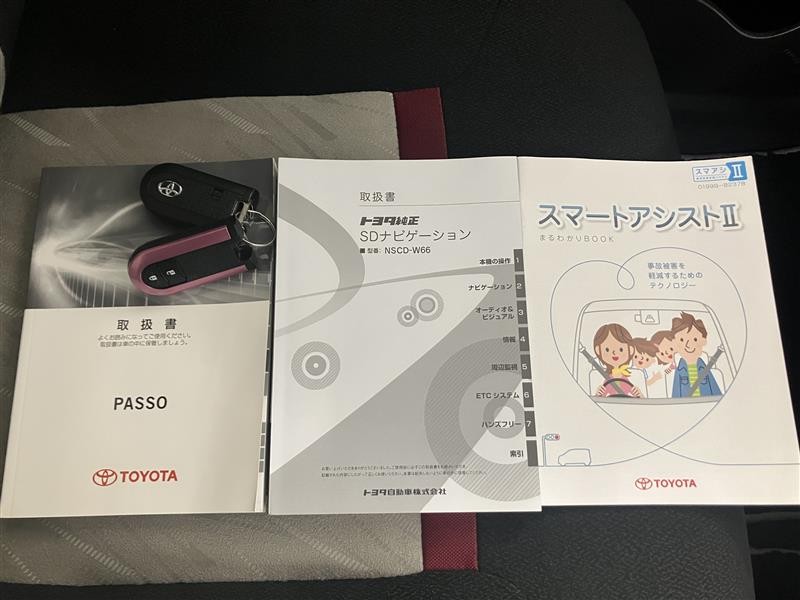 取扱書
よくお読みになってご使用ください。
取扱書は車の中に保管しましょう。
PASSO
TOYOTA
取扱書
トヨタ純正
SDナビゲーション
■ 型番: NSCD-W66
本機の操作 1
ナビゲーション 2
オーディオ&
ビジュアル 3
情報 4
周辺監視 5
ETCシステム 6
ハンズフリー 7
索引
トヨタ自動車株式会社
スマアシ II
01999-B237B
スマートアシストII
まるわかりBOOK
事故被害を
軽減するための
テクノロジー
TOYOTA